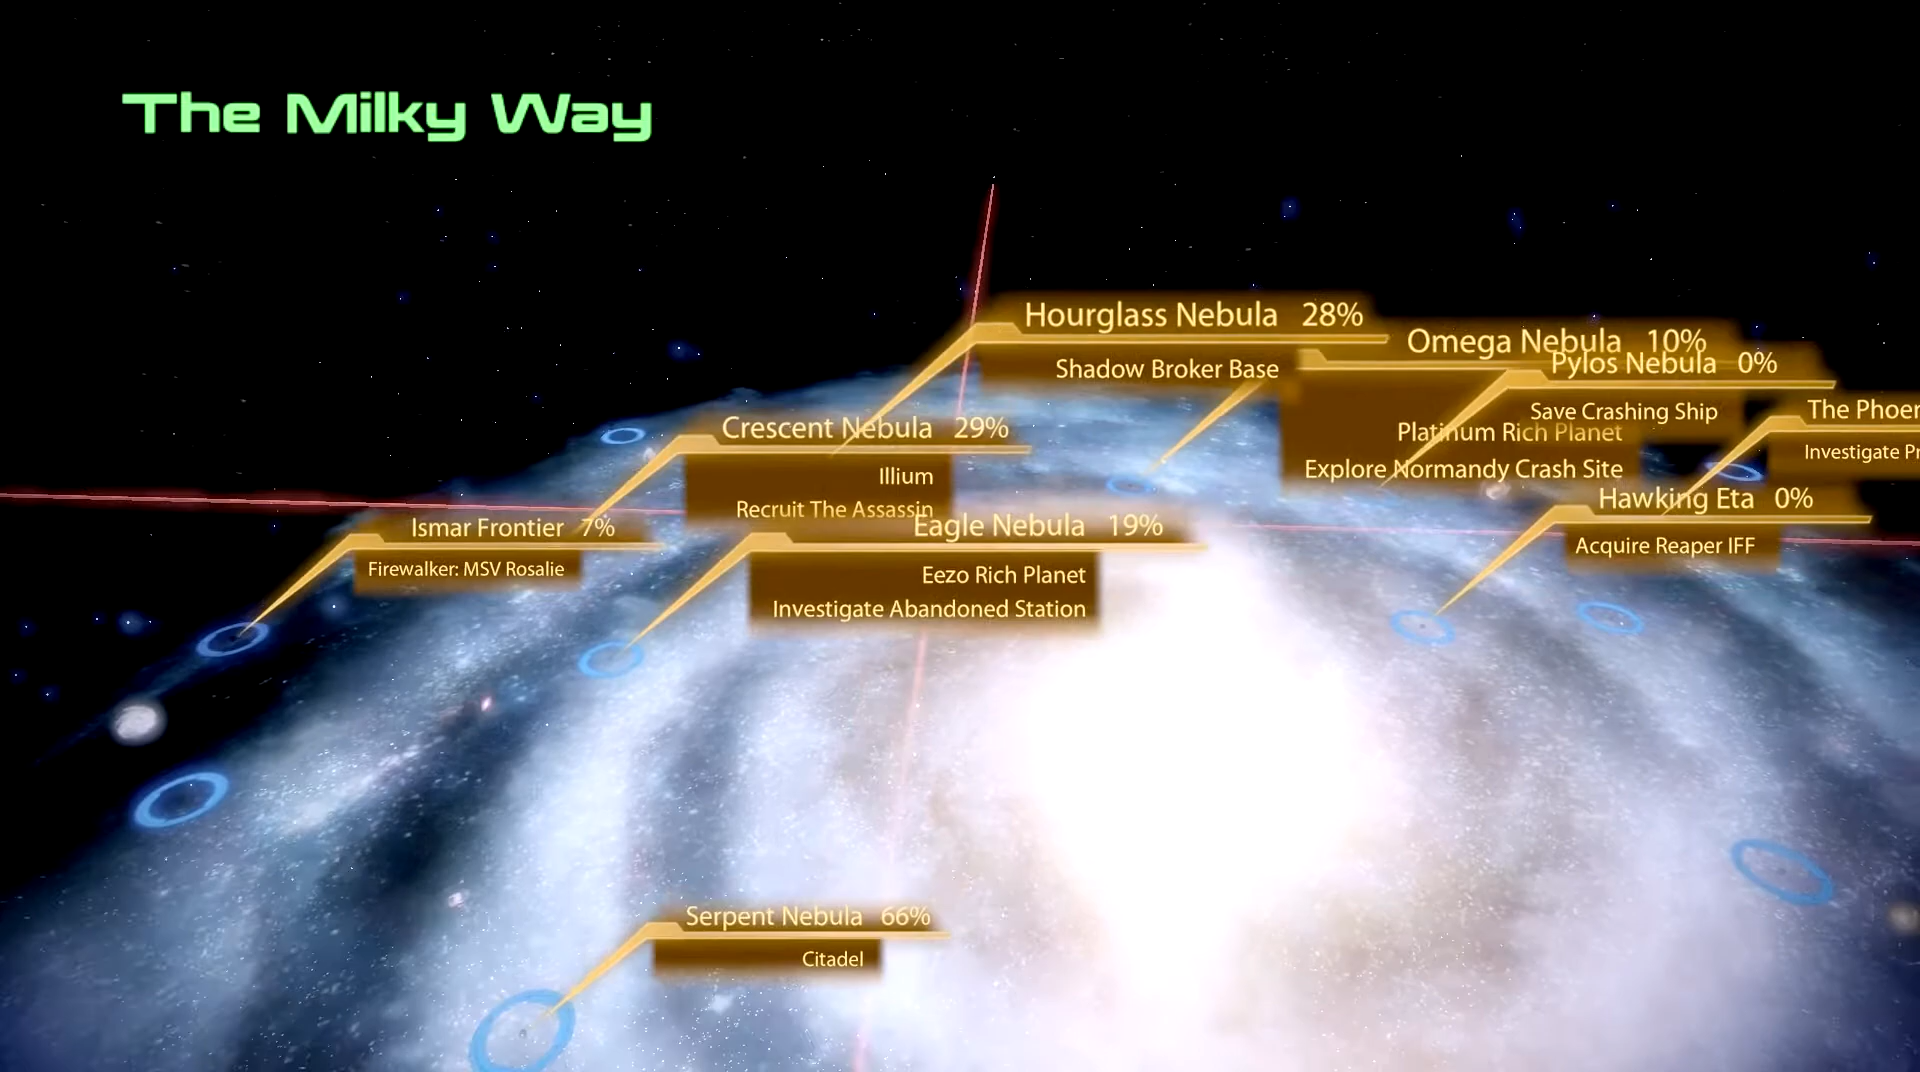 The Milky Way
Hourglass Nebula 28%
Shadow Broker Base
Omega Nebula 10%
Platinum Rich Planet
Explore Normandy Crash Site
Pylos Nebula 0%
Save Crashing Ship
The
Investigate
Crescent Nebula 29%
Illium
Recruit The Assassin
Hawking Eta 0%
Acquire Reaper IFF
Ismar Frontier 7%
Firewalker: MSV Rosalie
Eagle Nebula 19%
Eezo Rich Planet
Investigate Abandoned Station
Serpent Nebula 66%
Citadel